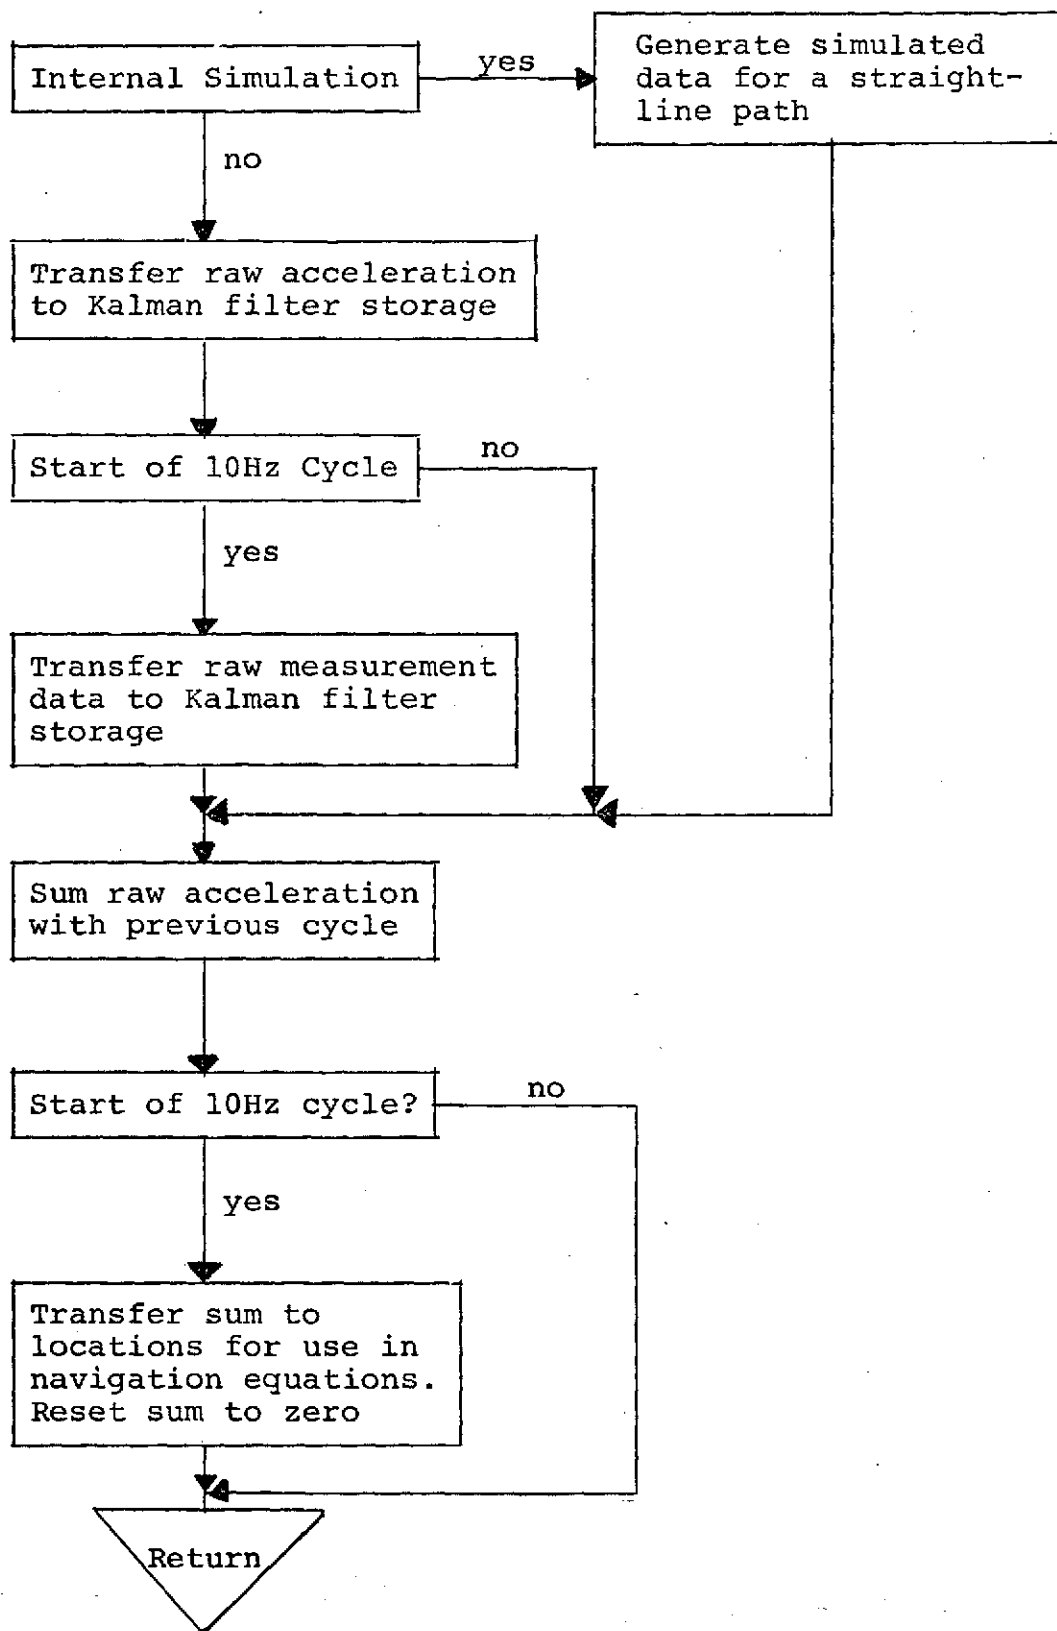 Internal Simulation
yes
Generate simulated
data for a straight-
line path
no
Transfer raw acceleration
to Kalman filter storage
Start of 10Hz Cycle
no
yes
Transfer raw measurement
data to Kalman filter
storage
Sum raw acceleration
with previous cycle
Start of 10Hz cycle?
no
yes
Transfer sum to
locations for use in
navigation equations.
Reset sum to zero
Return